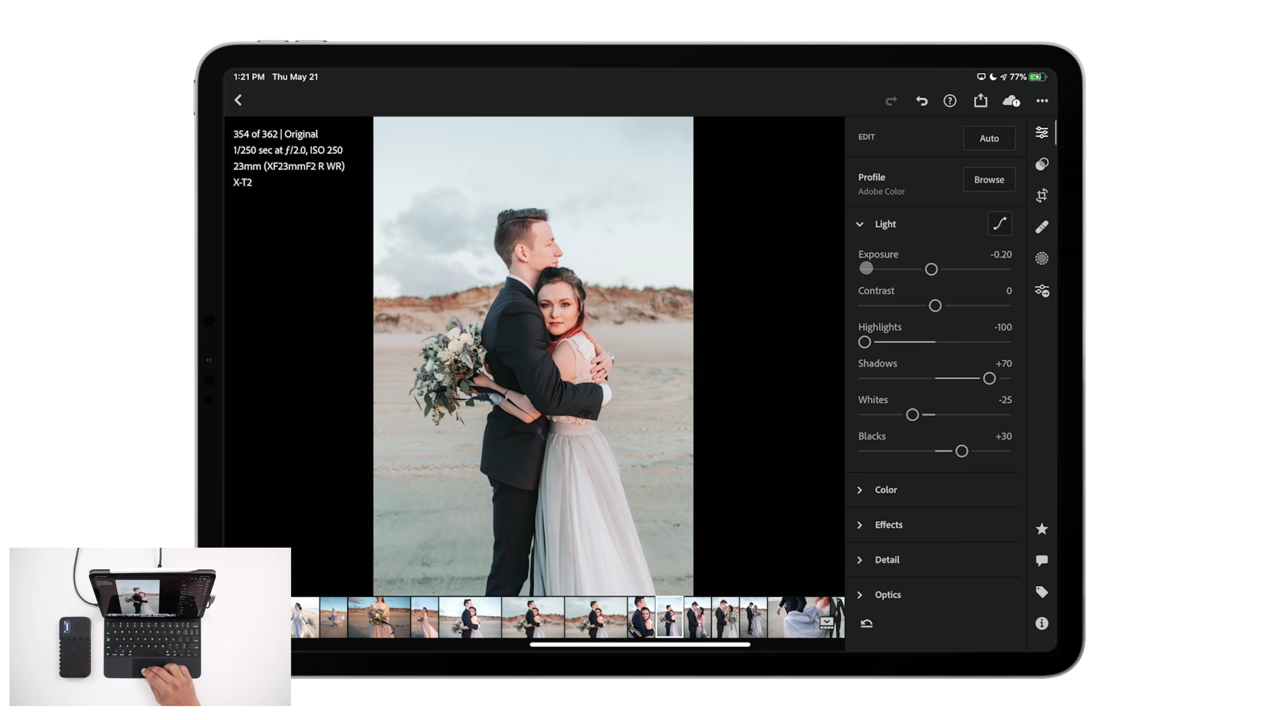 1:21 PM Thu May 21
77%
354 of 362 | Original
1/250 sec at ƒ/2.0, ISO 250
23mm (XF23mmF2 R WR)
X-T2
EDIT
Auto
Profile
Adobe Color
Browse
Light
Exposure -0.20
Contrast 0
Highlights -100
Shadows +70
Whites -25
Blacks +30
Color
Effects
Detail
Optics